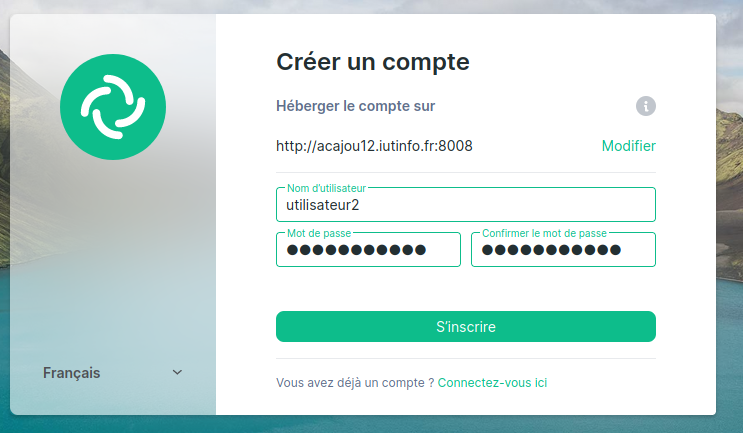 Créer un compte
Héberger le compte sur
http://acajou12.iutinfo.fr:8008 Modifier
Nom d'utilisateur
utilisateur2
Mot de passe Confirmer le mot de passe
●●●●●●●●●●● ●●●●●●●●●●●
S'inscrire
Français
Vous avez déjà un compte ? Connectez-vous ici